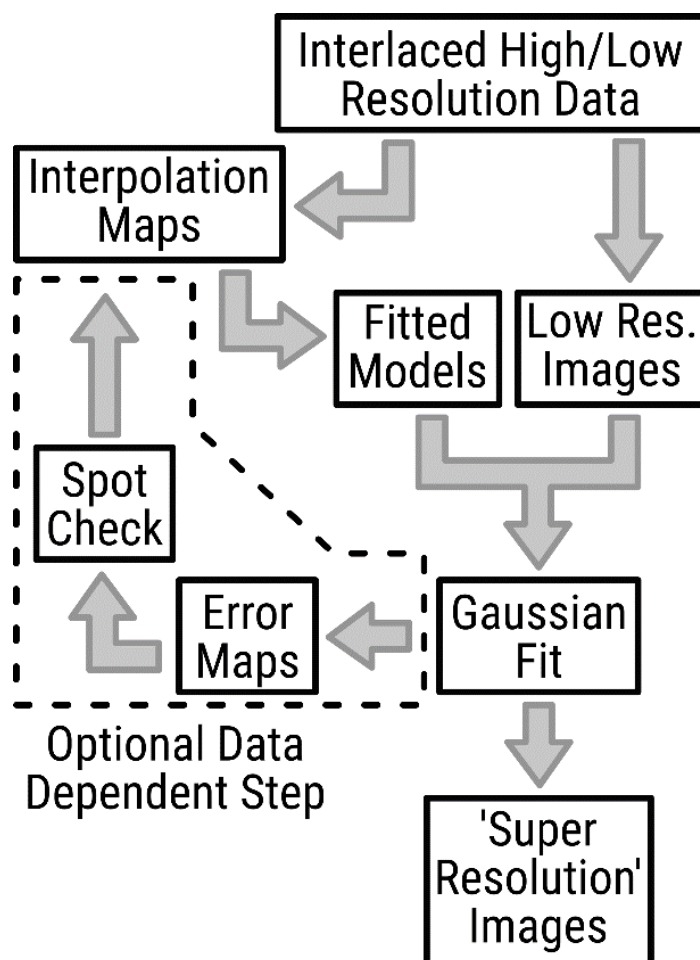 Interlaced High/Low
Resolution Data
Interpolation
Maps
Fitted
Models
Low Res.
Images
Spot
Check
Error
Maps
Gaussian
Fit
Optional Data
Dependent Step
'Super
Resolution'
Images